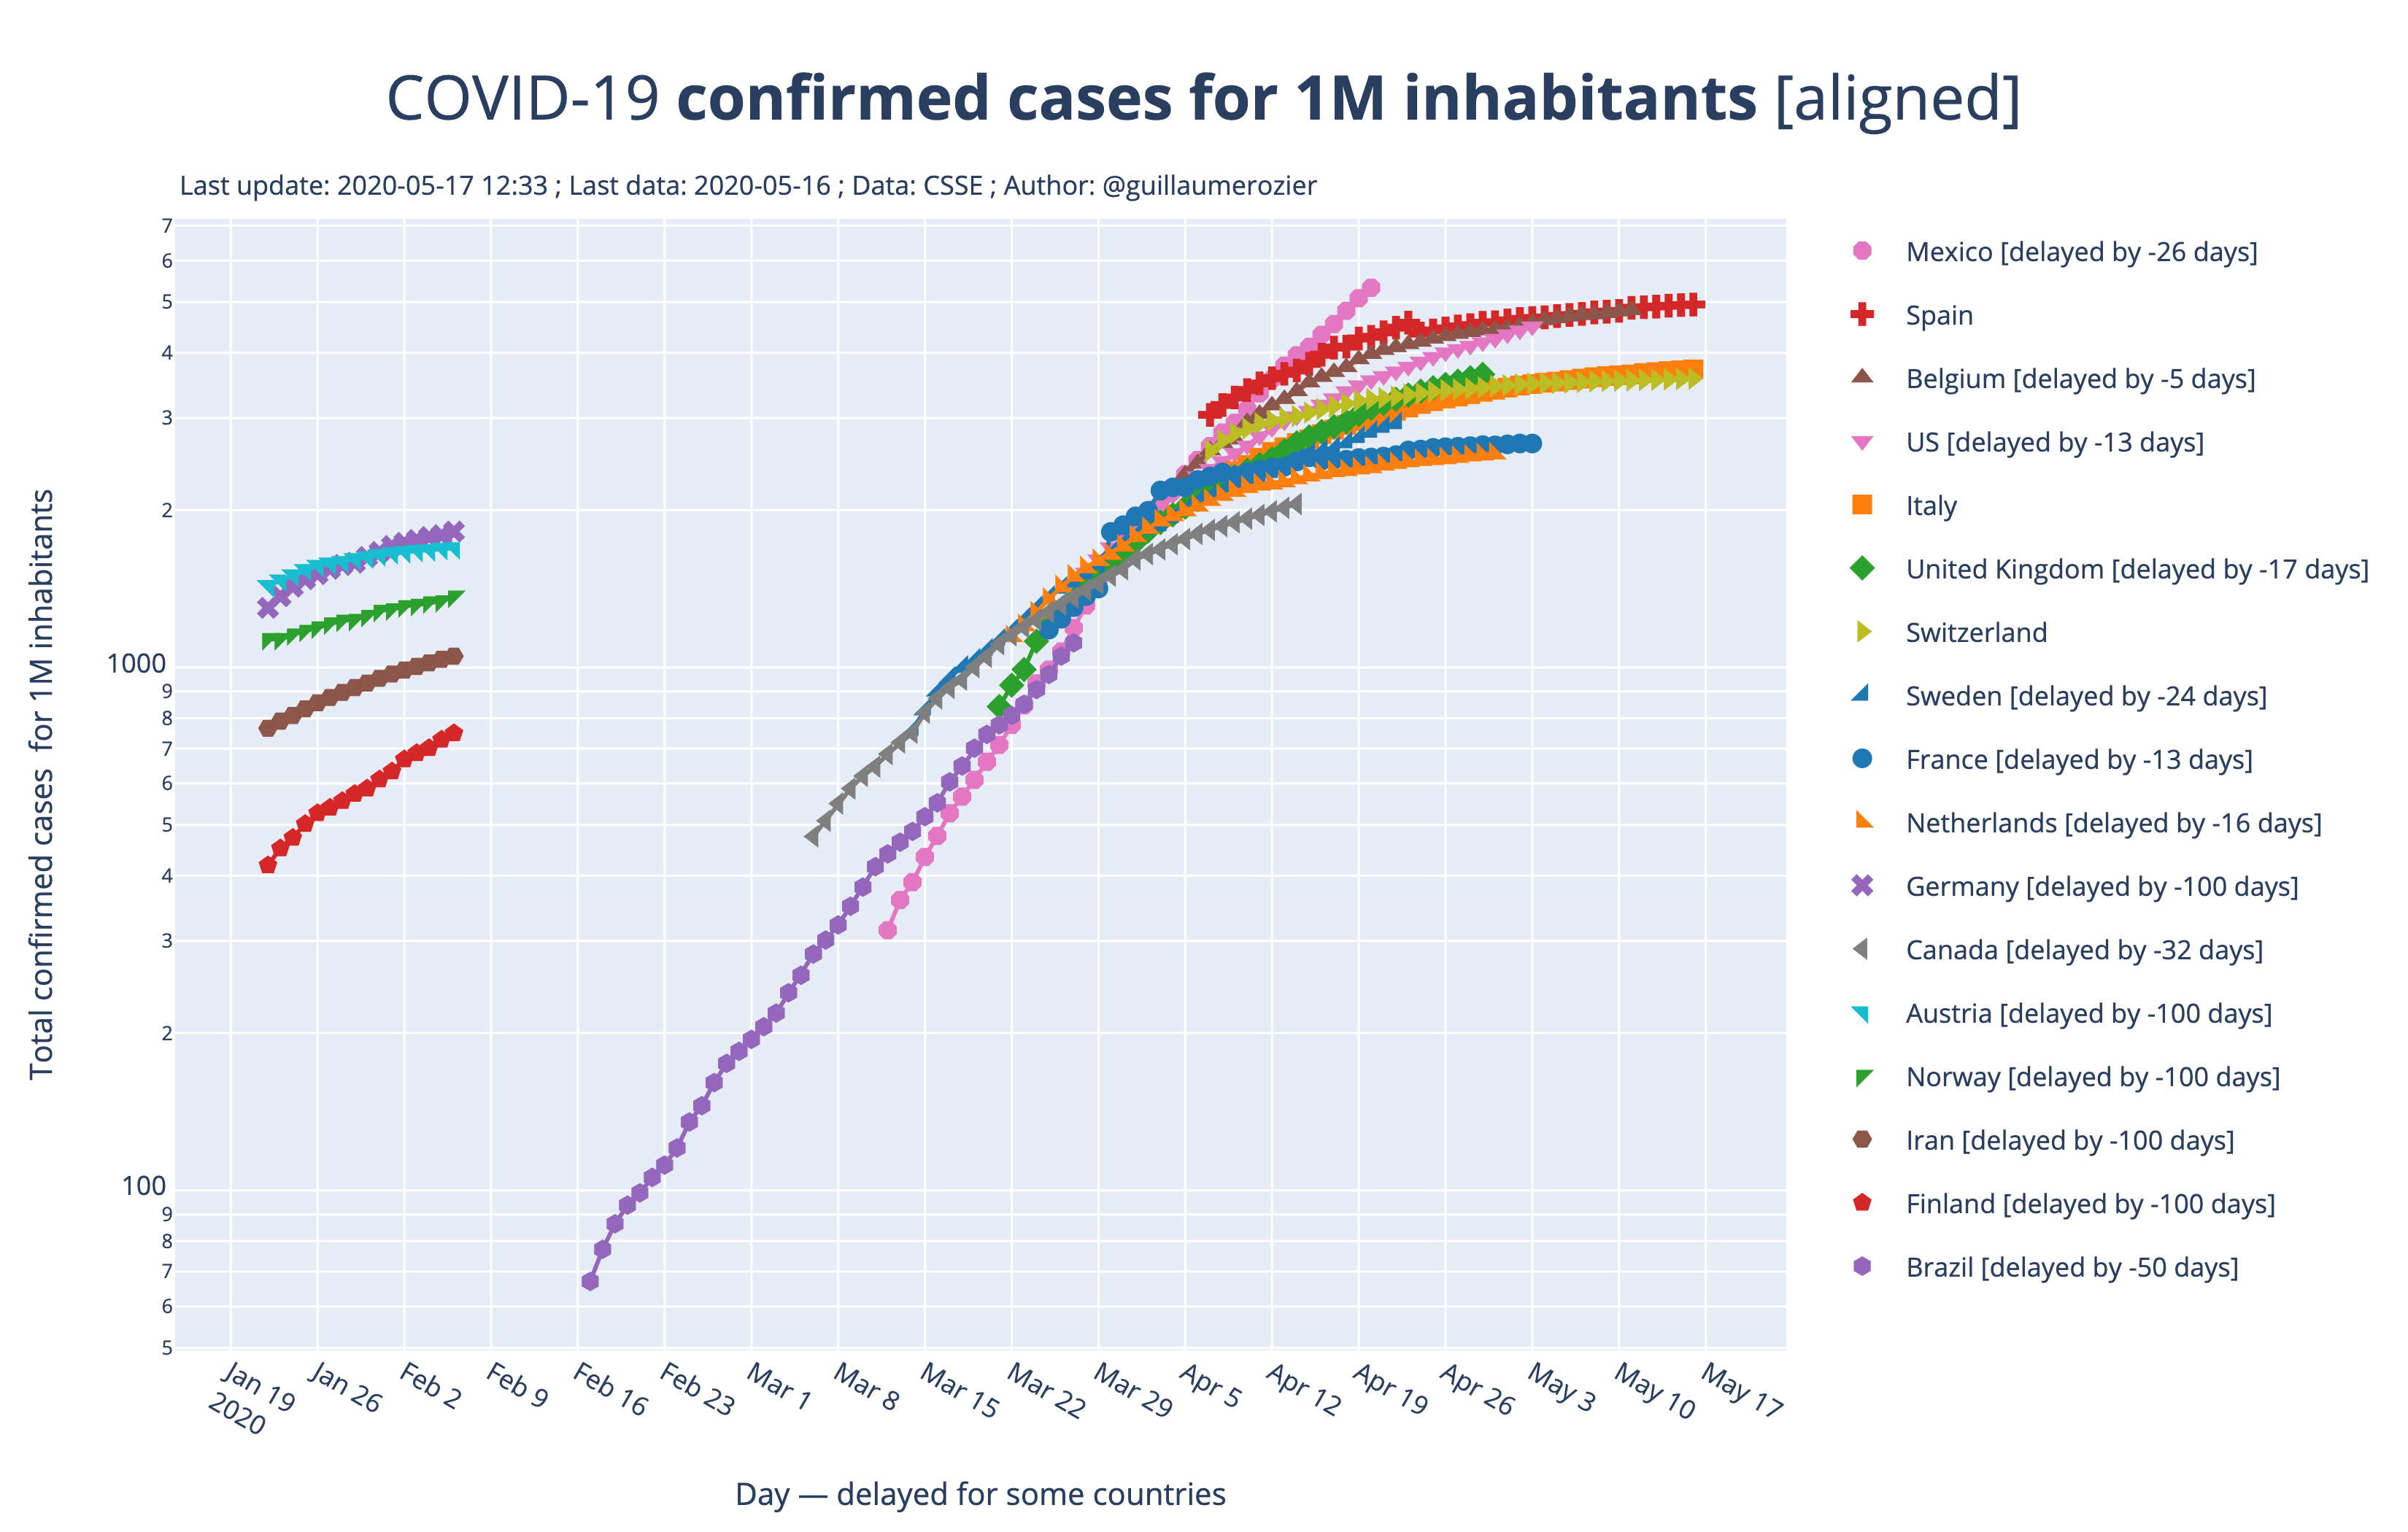 COVID-19 confirmed cases for 1M inhabitants [aligned]
Last update: 2020-05-17 12:33 ; Last data: 2020-05-16 ; Data: CSSE ; Author: @guillaumerozier
Total confirmed cases  for 1M inhabitants
7
6
5
4
3
2
1000
9
8
7
6
5
4
3
2
100
9
8
7
6
5
Jan 19
2020
Jan 26
Feb 2
Feb 9
Feb 16
Feb 23
Mar 1
Mar 8
Mar 15
Mar 22
Mar 29
Apr 5
Apr 12
Apr 19
Apr 26
May 3
May 10
May 17
Day — delayed for some countries
Mexico [delayed by -26 days]
Spain
Belgium [delayed by -5 days]
US [delayed by -13 days]
Italy
United Kingdom [delayed by -17 days]
Switzerland
Sweden [delayed by -24 days]
France [delayed by -13 days]
Netherlands [delayed by -16 days]
Germany [delayed by -100 days]
Canada [delayed by -32 days]
Austria [delayed by -100 days]
Norway [delayed by -100 days]
Iran [delayed by -100 days]
Finland [delayed by -100 days]
Brazil [delayed by -50 days]